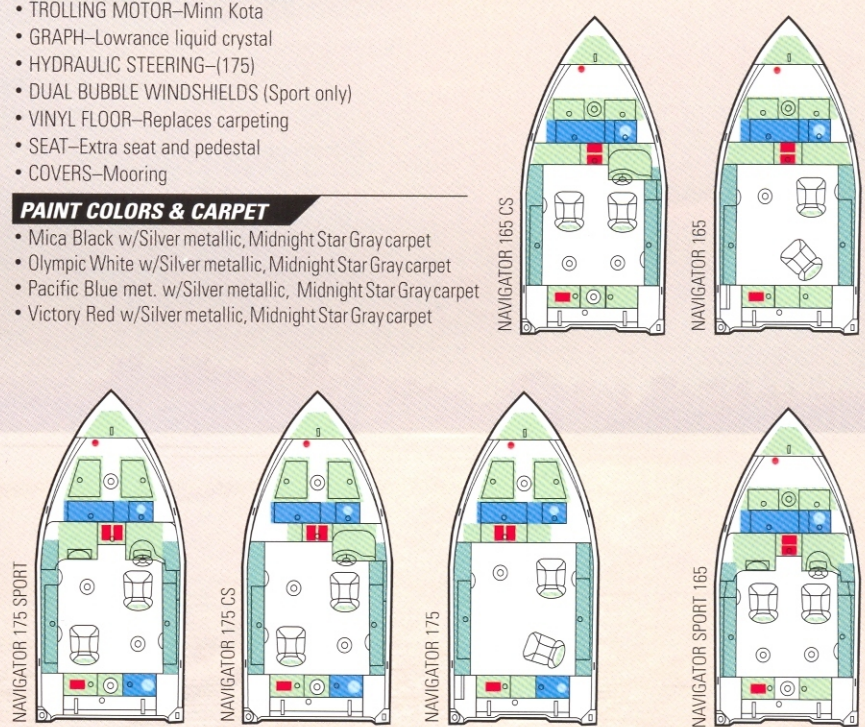 • TROLLING MOTOR–Minn Kota
• GRAPH–Lowrance liquid crystal
• HYDRAULIC STEERING–(175)
• DUAL BUBBLE WINDSHIELDS (Sport only)
• VINYL FLOOR–Replaces carpeting
• SEAT–Extra seat and pedestal
• COVERS–Mooring
PAINT COLORS & CARPET
• Mica Black w/Silver metallic, Midnight Star Gray carpet
• Olympic White w/Silver metallic, Midnight Star Gray carpet
• Pacific Blue met. w/Silver metallic, Midnight Star Gray carpet
• Victory Red w/Silver metallic, Midnight Star Gray carpet
NAVIGATOR 165 CS
NAVIGATOR 165
NAVIGATOR 175 SPORT
NAVIGATOR 175 CS
NAVIGATOR 175
NAVIGATOR SPORT 165